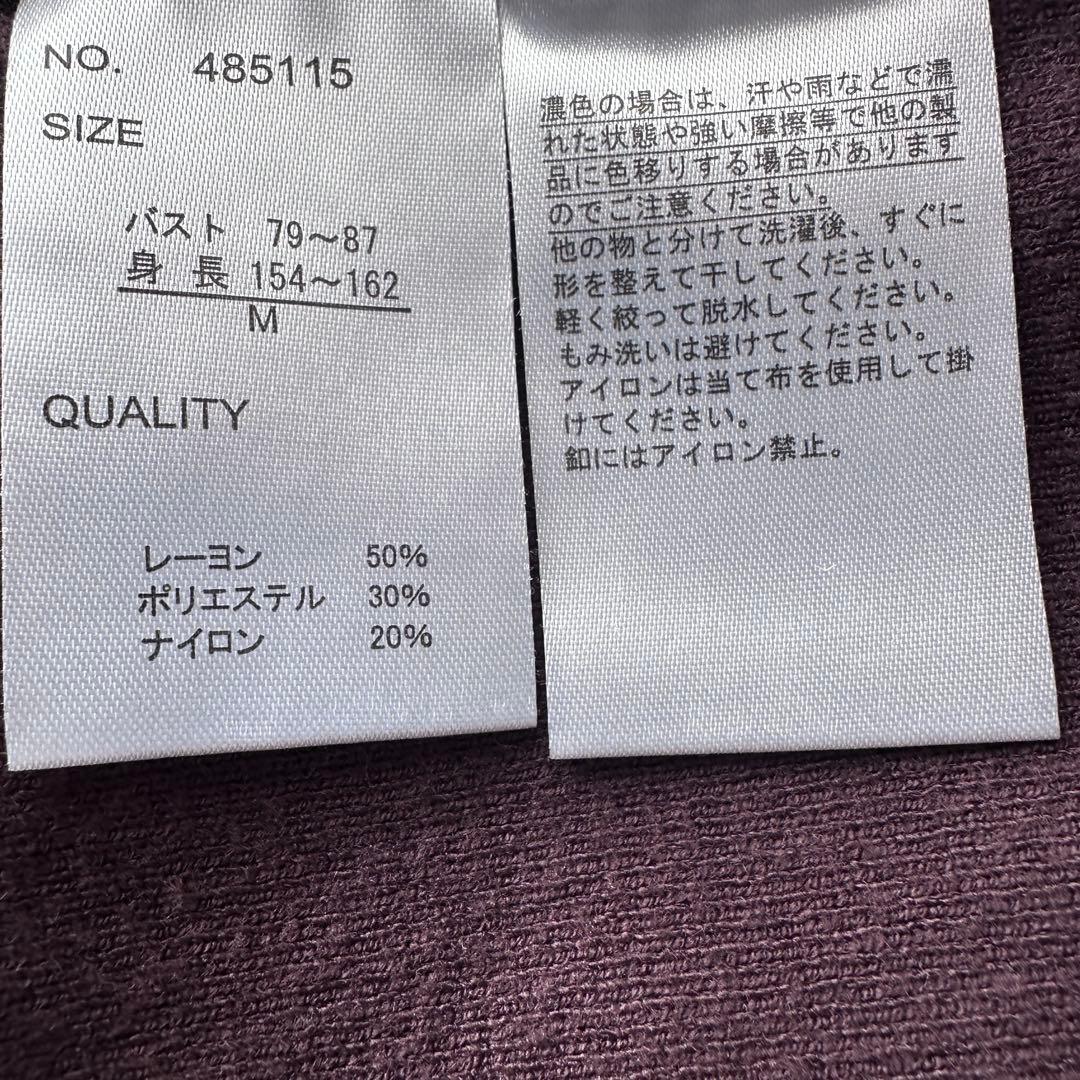 NO. 485115
SIZE
バスト 79〜87
身長 154〜162
M
QUALITY
レーヨン 50%
ポリエステル 30%
ナイロン 20%
濃色の場合は、汗や雨などで濡
れた状態や強い摩擦等で他の製
品に色移りする場合があります
のでご注意ください。
他の物と分けて洗濯後、すぐに
形を整えて干してください。
軽く絞って脱水してください。
もみ洗いは避けてください。
アイロンは当て布を使用して掛
けてください。
釦にはアイロン禁止。